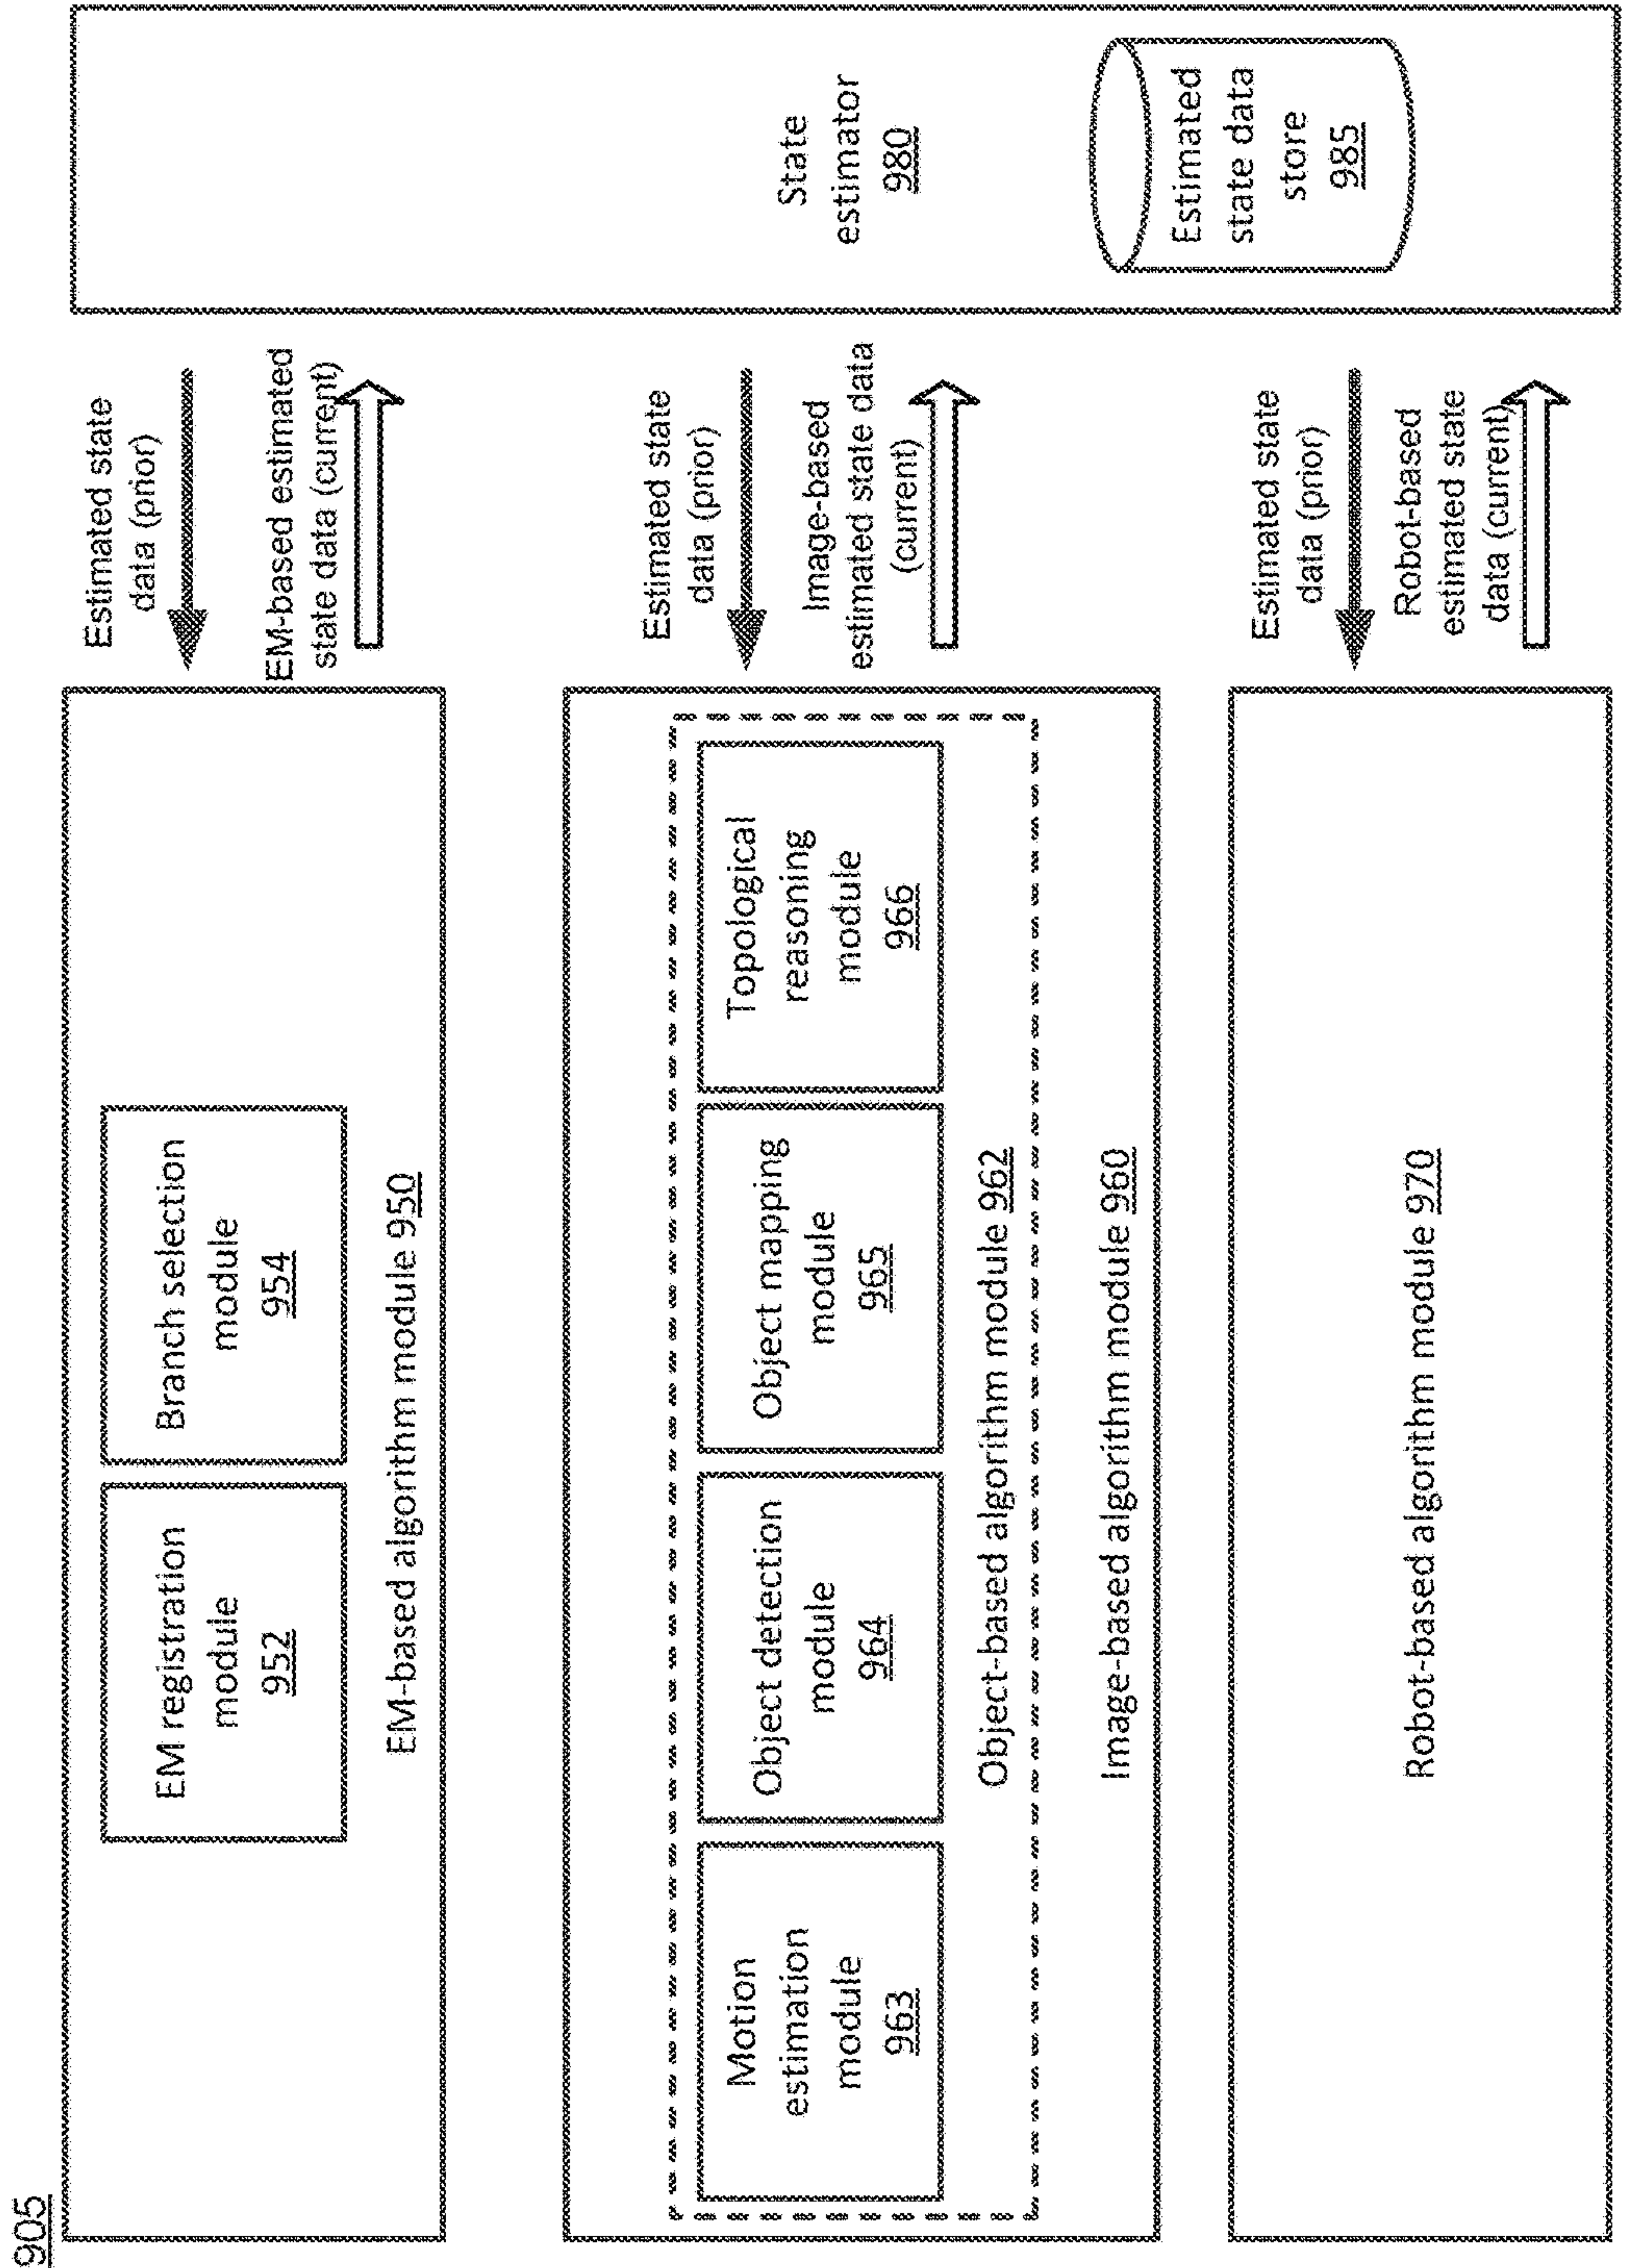 905
EM registration
module
952
Branch selection
module
954
EM-based algorithm module 950
Estimated state
data (prior)
EM-based estimated
state data (current)
Motion
estimation
module
963
Object detection
module
964
Object mapping
module
965
Topological
reasoning
module
966
Object-based algorithm module 962
Image-based algorithm module 960
Estimated state
data (prior)
Image-based
estimated state data
(current)
Robot-based algorithm module 970
Estimated state
data (prior)
Robot-based
estimated state
data (current)
State
estimator
980
Estimated
state data
store
985